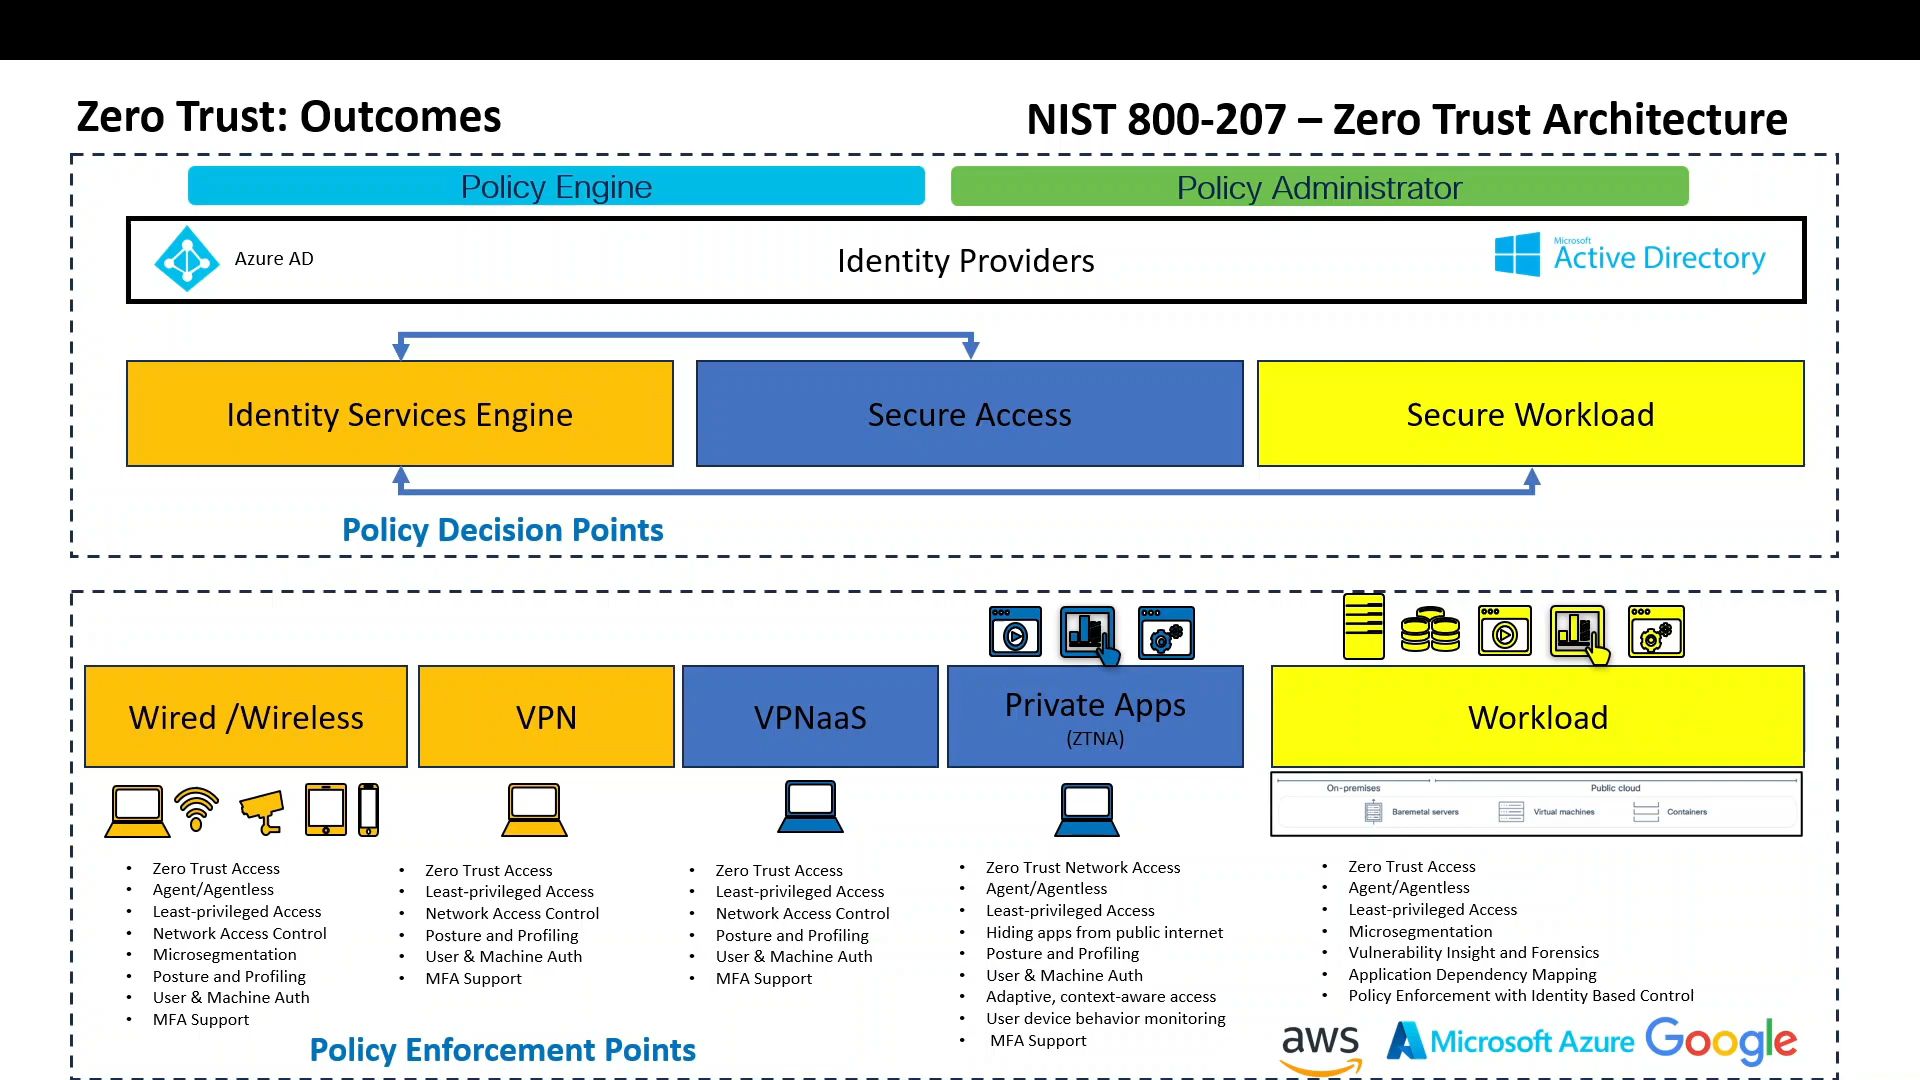 Zero Trust: Outcomes
NIST 800-207 – Zero Trust Architecture
Policy Engine
Policy Administrator
Azure AD
Identity Providers
Microsoft
Active Directory
Identity Services Engine
Secure Access
Secure Workload
Policy Decision Points
Wired /Wireless
VPN
VPNaaS
Private Apps
(ZTNA)
Workload
On-premises
Public cloud
Baremetal servers
Virtual machines
Containers
• Zero Trust Access
• Agent/Agentless
• Least-privileged Access
• Network Access Control
• Microsegmentation
• Posture and Profiling
• User & Machine Auth
• MFA Support
• Zero Trust Access
• Least-privileged Access
• Network Access Control
• Posture and Profiling
• User & Machine Auth
• MFA Support
• Zero Trust Access
• Least-privileged Access
• Network Access Control
• Posture and Profiling
• User & Machine Auth
• MFA Support
• Zero Trust Network Access
• Agent/Agentless
• Least-privileged Access
• Hiding apps from public internet
• Posture and Profiling
• User & Machine Auth
• Adaptive, context-aware access
• User device behavior monitoring
• MFA Support
• Zero Trust Access
• Agent/Agentless
• Least-privileged Access
• Microsegmentation
• Vulnerability Insight and Forensics
• Application Dependency Mapping
• Policy Enforcement with Identity Based Control
Policy Enforcement Points
aws
Microsoft Azure
Google